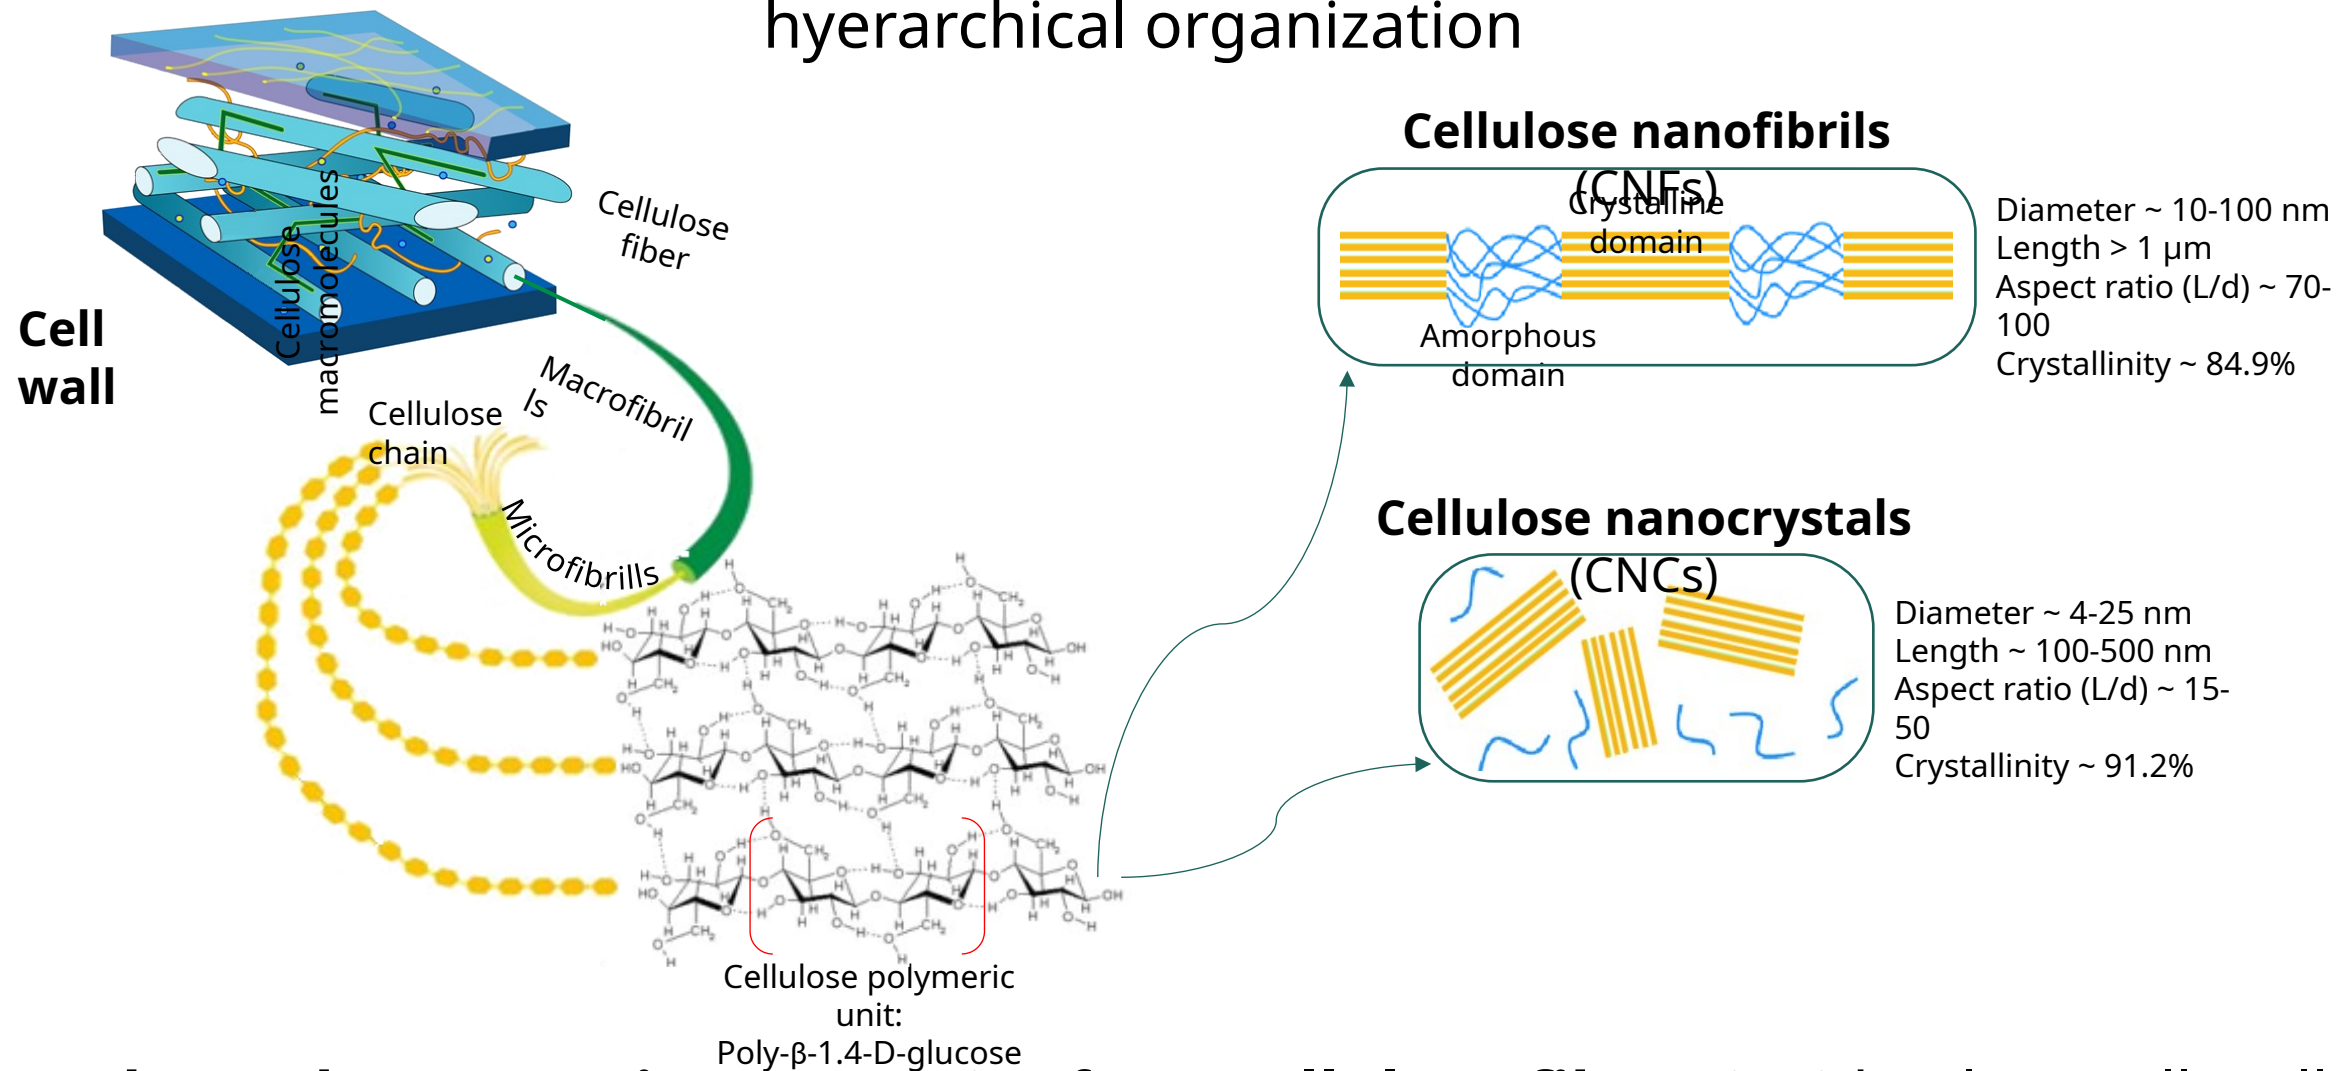 hyerarchical organization
Cellulose nanofibrils
(CNFs)
Crystalline
domain
Amorphous
domain
Diameter ~ 10-100 nm
Length > 1 μm
Aspect ratio (L/d) ~ 70-
100
Crystallinity ~ 84.9%
Cellulose
fiber
Cellulose
macromolecules
Cell
wall
Macrofibril
ls
Cellulose
chain
Microfibrills
Cellulose nanocrystals
(CNCs)
Diameter ~ 4-25 nm
Length ~ 100-500 nm
Aspect ratio (L/d) ~ 15-
50
Crystallinity ~ 91.2%
Cellulose polymeric
unit:
Poly-β-1.4-D-glucose